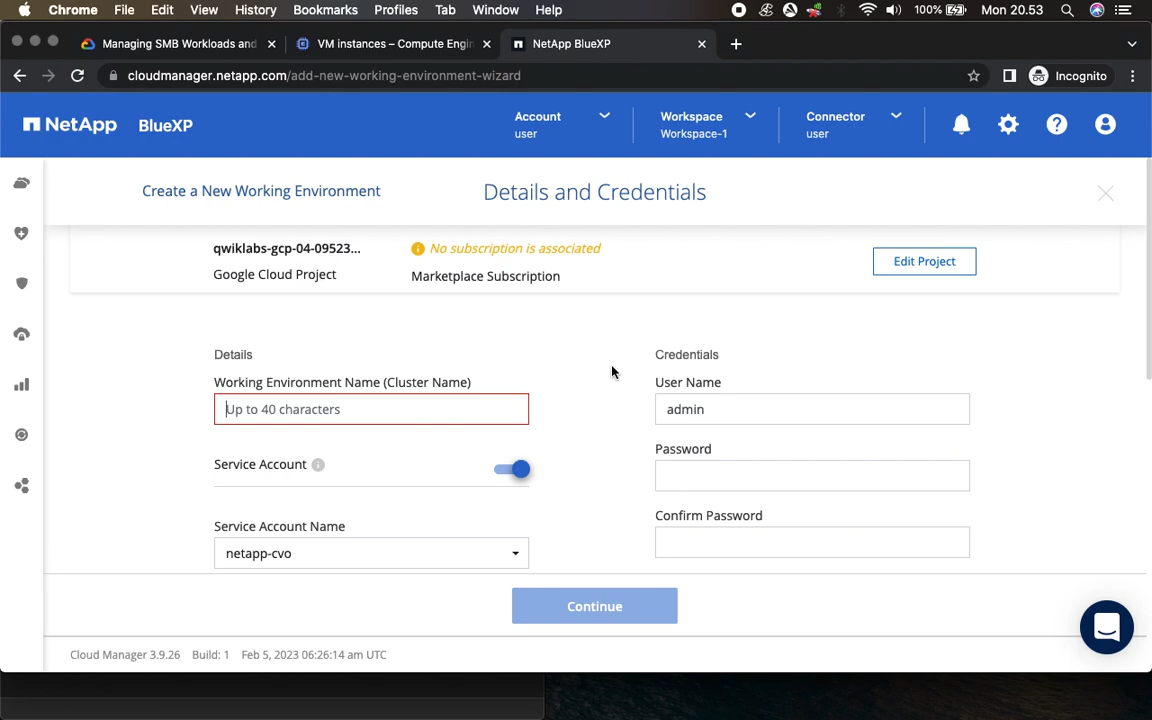 Chrome File Edit View History Bookmarks Profiles Tab Window Help 100% Mon 20.53
Managing SMB Workloads and
VM instances – Compute Engin
NetApp BlueXP
cloudmanager.netapp.com/add-new-working-environment-wizard
Incognito
NetApp BlueXP
Account
user
Workspace
Workspace-1
Connector
user
Create a New Working Environment
Details and Credentials
qwiklabs-gcp-04-09523...
Google Cloud Project
No subscription is associated
Marketplace Subscription
Edit Project
Details
Working Environment Name (Cluster Name)
Up to 40 characters
Service Account
Service Account Name
netapp-cvo
Credentials
User Name
admin
Password
Confirm Password
Continue
Cloud Manager 3.9.26 Build: 1 Feb 5, 2023 06:26:14 am UTC